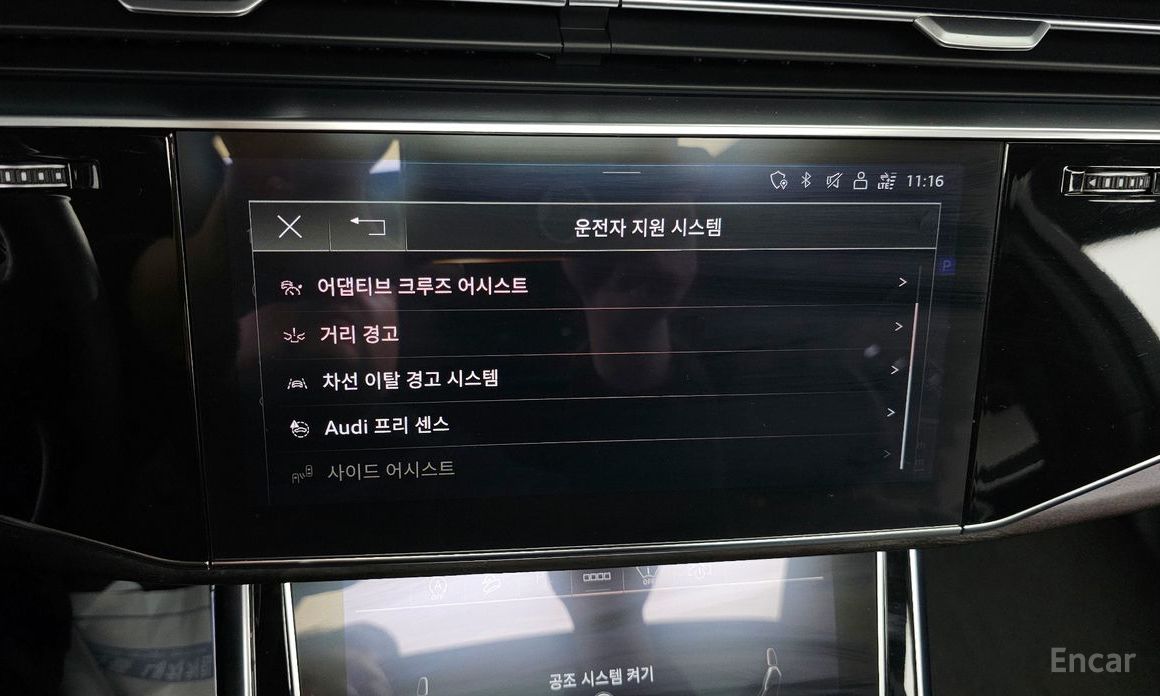 LTE 11:16
운전자 지원 시스템
어댑티브 크루즈 어시스트 >
거리 경고 >
차선 이탈 경고 시스템 >
Audi 프리 센스 >
사이드 어시스트 >
P
OFF
공조 시스템 켜기
Encar